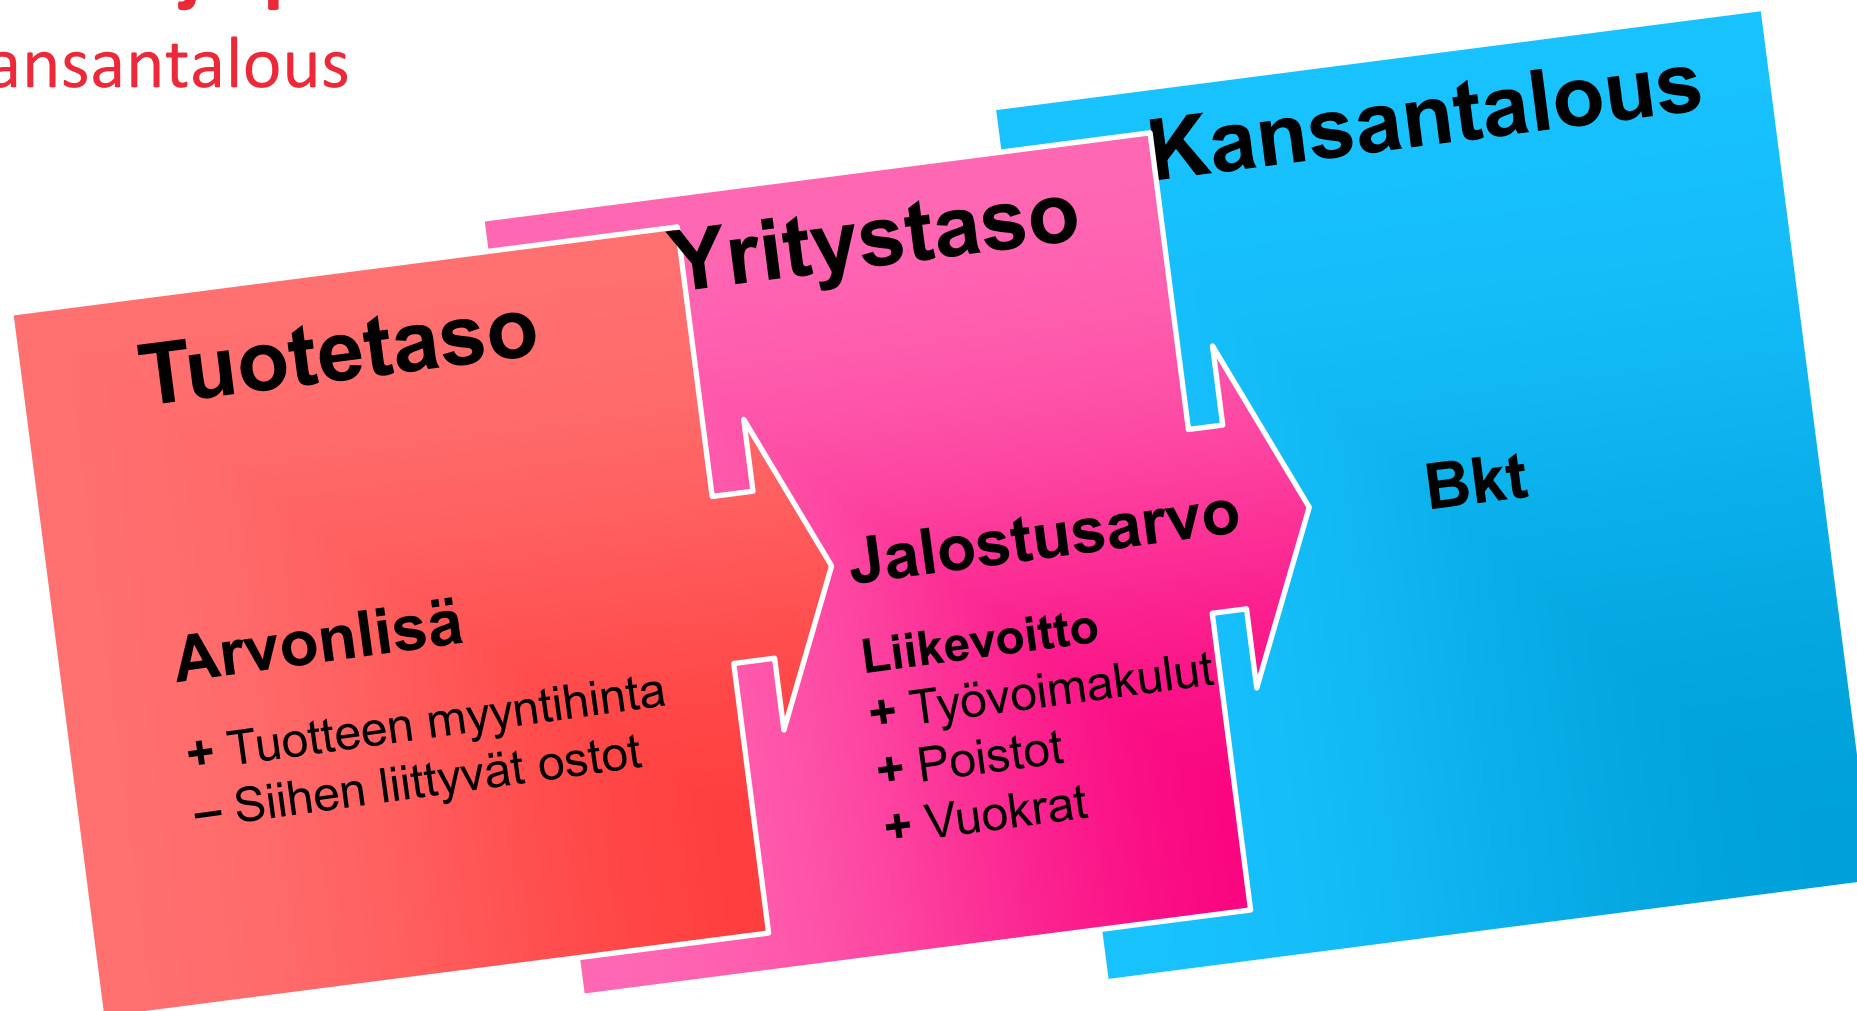 ansantalous
Tuotetaso
Arvonlisä
+ Tuotteen myyntihinta
– Siihen liittyvät ostot
Yritystaso
Jalostusarvo
Liikevoitto
+ Työvoimakulut
+ Poistot
+ Vuokrat
Kansantalous
Bkt